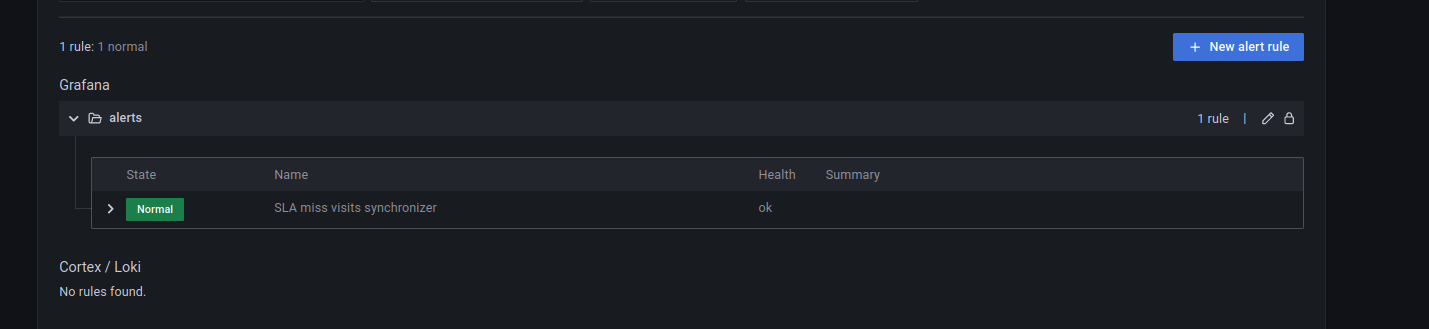 1 rule: 1 normal
+ New alert rule
Grafana
alerts
1 rule |
State Name Health Summary
Normal SLA miss visits synchronizer ok
Cortex / Loki
No rules found.